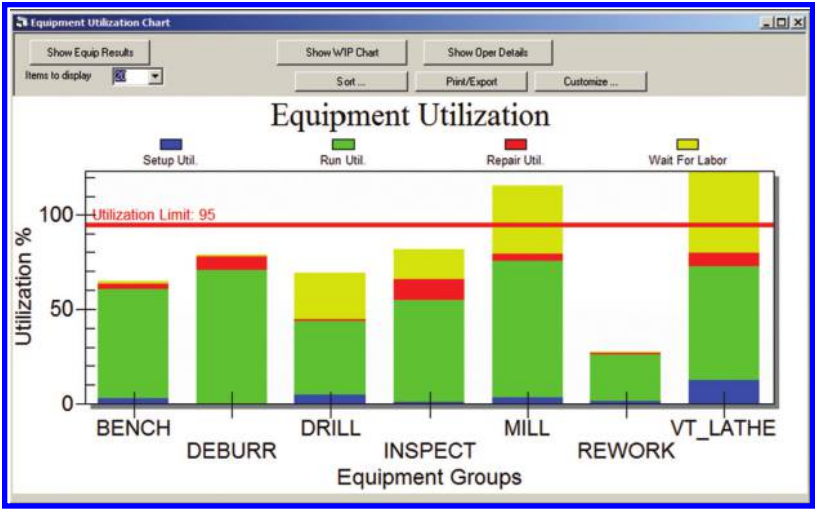 Equipment Utilization Chart
Show Equip Results
Show WIP Chart
Show Oper Details
Items to display 20
Sort ...
Print/Export
Customize ...
Equipment Utilization
Setup Util.
Run Util.
Repair Util.
Wait For Labor
Utilization %
100
Utilization Limit: 95
50
0
BENCH
DEBURR
DRILL
INSPECT
MILL
REWORK
VT_LATHE
Equipment Groups